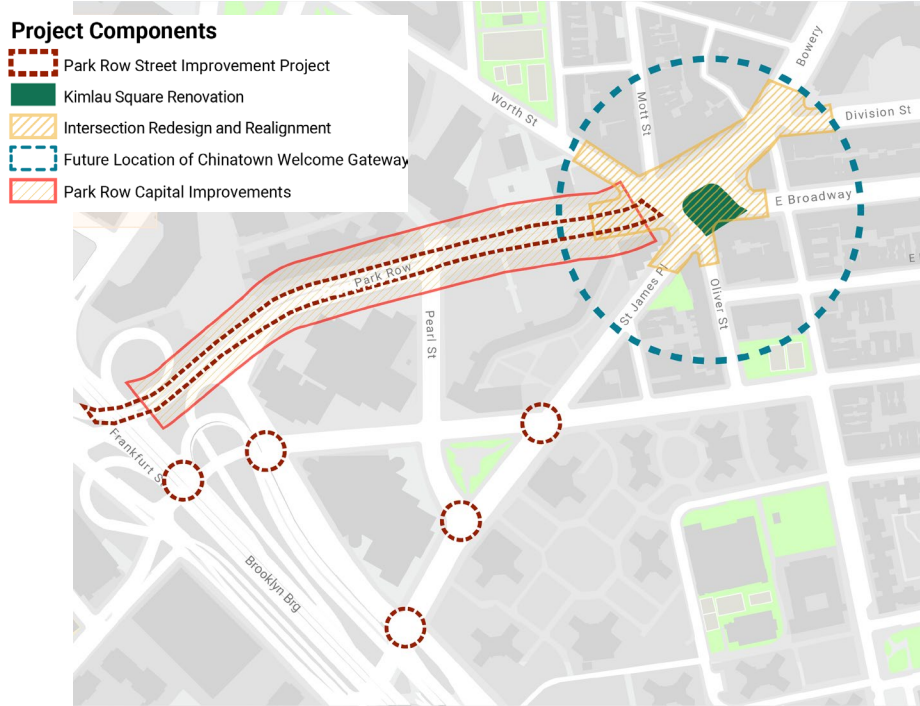 Project Components
Park Row Street Improvement Project
Kimlau Square Renovation
Intersection Redesign and Realignment
Future Location of Chinatown Welcome Gateway
Park Row Capital Improvements
Bowery
Worth St
Mott St
Division St
E Broadway
E
Park Row
St James Pl
Oliver St
Pearl St
Frankfurt S
Brooklyn Brg